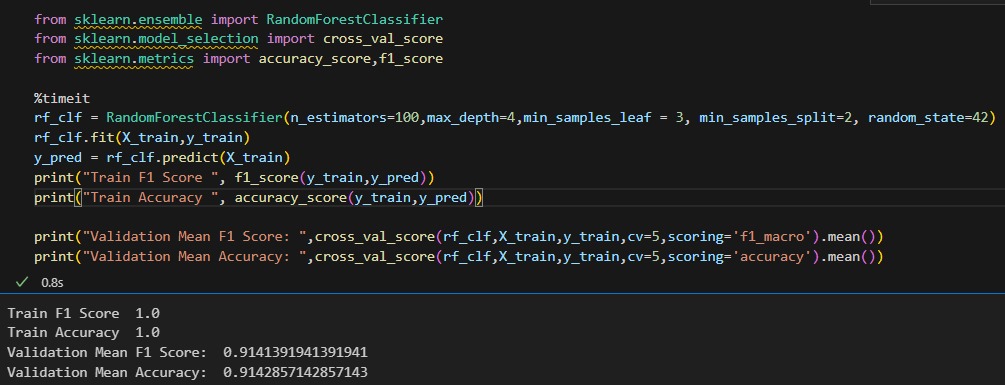 from sklearn.ensemble import RandomForestClassifier
from sklearn.model_selection import cross_val_score
from sklearn.metrics import accuracy_score,f1_score
%timeit
rf_clf = RandomForestClassifier(n_estimators=100,max_depth=4,min_samples_leaf = 3, min_samples_split=2, random_state=42)
rf_clf.fit(X_train,y_train)
y_pred = rf_clf.predict(X_train)
print("Train F1 Score ", f1_score(y_train,y_pred))
print("Train Accuracy ", accuracy_score(y_train,y_pred))
print("Validation Mean F1 Score: ",cross_val_score(rf_clf,X_train,y_train,cv=5,scoring='f1_macro').mean())
print("Validation Mean Accuracy: ",cross_val_score(rf_clf,X_train,y_train,cv=5,scoring='accuracy').mean())
0.8s
Train F1 Score  1.0
Train Accuracy  1.0
Validation Mean F1 Score:  0.9141391941391941
Validation Mean Accuracy:  0.9142857142857143